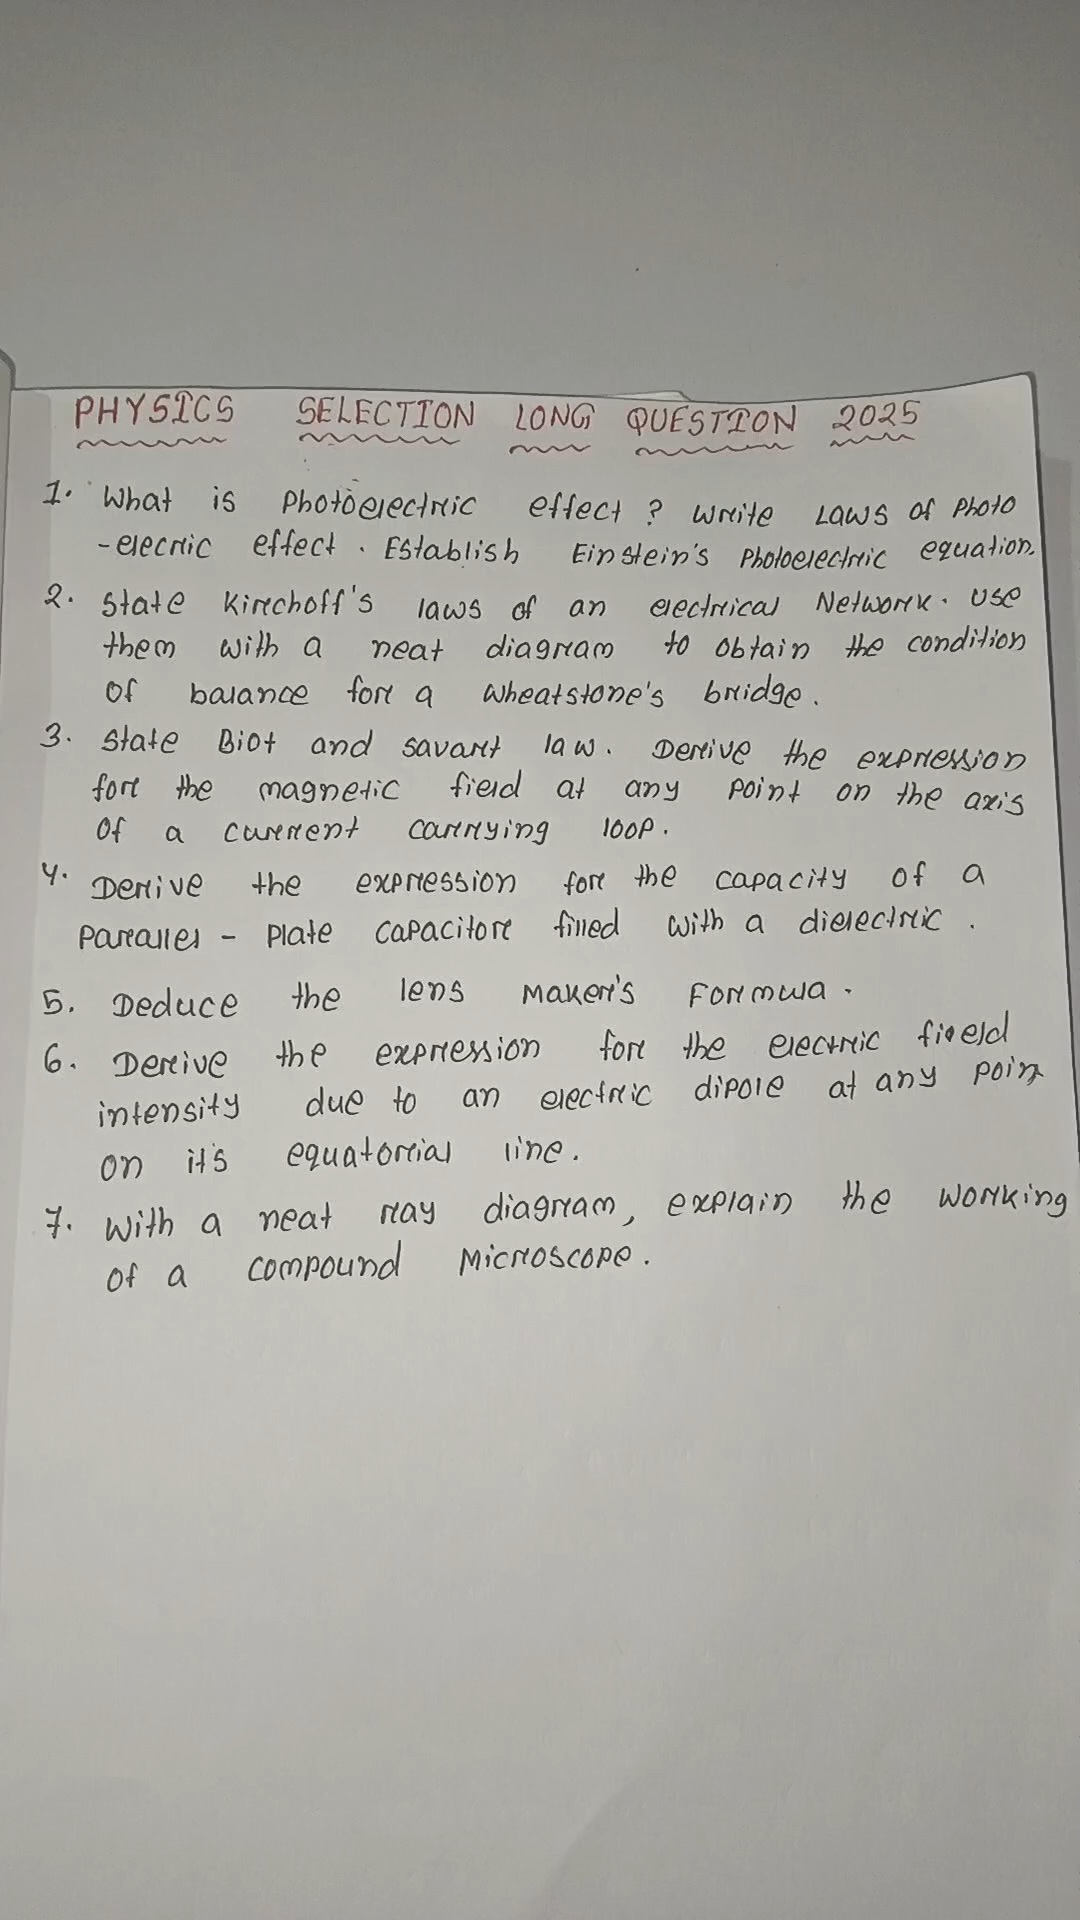 PHYSICS SELECTION LONG QUESTION 2025
1. What is Photoelectric effect ? Write Laws of Photo
-elecric effect . Establish Einstein's Photoelectric equation.
2. State Kirchoff's laws of an electrical Network. Use
them with a neat diagram to obtain the condition
of balance for a Wheatstone's bridge.
3. State Biot and savart law. Derive the expression
for the magnetic field at any point on the axis
of a current carrying loop.
4. Derive the expression for the capacity of a
Parallel - Plate capacitor filled with a dielectric .
5. Deduce the lens Maker's Formula.
6. Derive the expression for the electric fireld
intensity due to an electric dipole at any point
on it's equatorial line.
7. With a neat ray diagram, explain the working
of a compound Microscope.